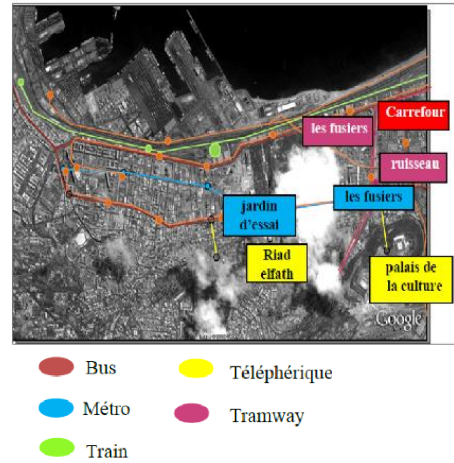 Carrefour
les fusiers
ruisseau
les fusiers
jardin
d'essai
Riad
elfath
palais de
la culture
Google
Bus
Téléphérique
Métro
Tramway
Train